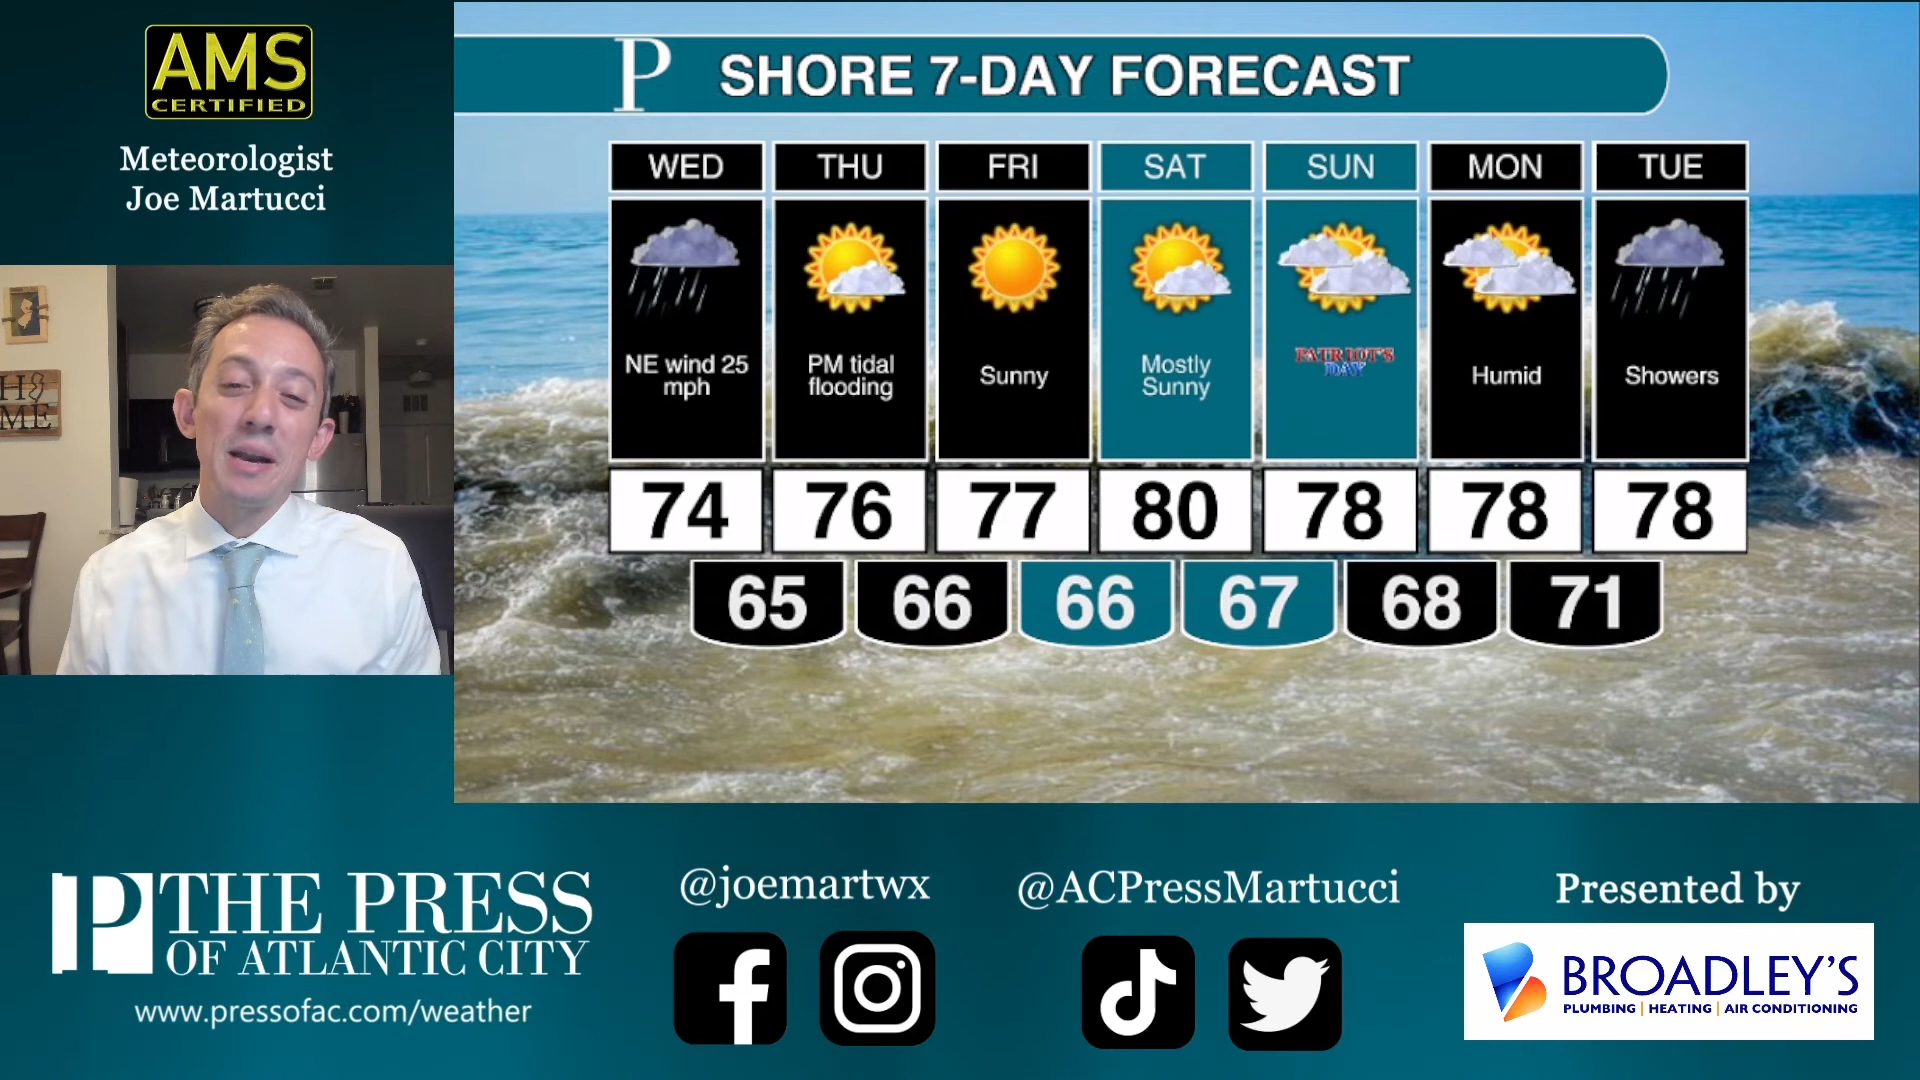 AMS
CERTIFIED
Meteorologist
Joe Martucci
P SHORE 7-DAY FORECAST
WED THU FRI SAT SUN MON TUE
NE wind 25 mph
PM tidal flooding
Sunny
Mostly Sunny
PATRIOT'S DAY
Humid
Showers
74 76 77 80 78 78 78
65 66 66 67 68 71
H ME
P THE PRESS
OF ATLANTIC CITY
www.pressofac.com/weather
@joemartwx
@ACPressMartucci
Presented by
BROADLEY'S
PLUMBING | HEATING | AIR CONDITIONING